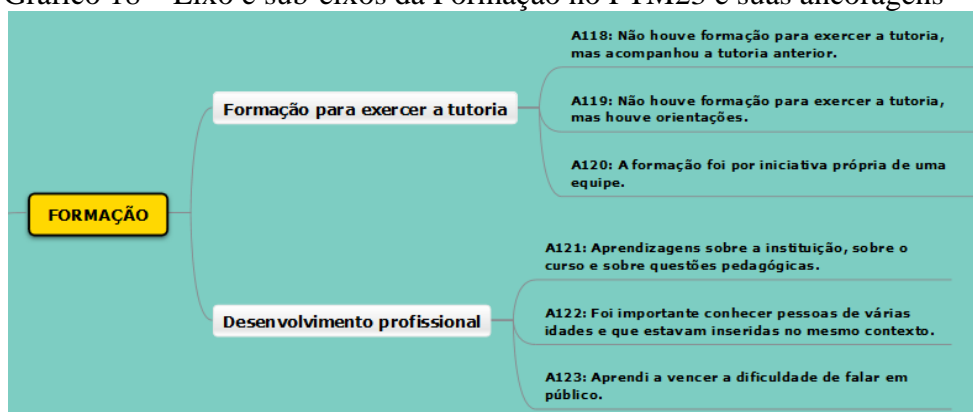 Gráfico 18 – Eixo e sub-eixos da Formação no PTM23 e suas ancoragens
A118: Não houve formação para exercer a tutoria,
mas acompanhou a tutoria anterior.
Formação para exercer a tutoria
A119: Não houve formação para exercer a tutoria,
mas houve orientações.
A120: A formação foi por iniciativa própria de uma
equipe.
FORMAÇÃO
A121: Aprendizagens sobre a instituição, sobre o
curso e sobre questões pedagógicas.
Desenvolvimento profissional
A122: Foi importante conhecer pessoas de várias
idades e que estavam inseridas no mesmo contexto.
A123: Aprendi a vencer a dificuldade de falar em
público.